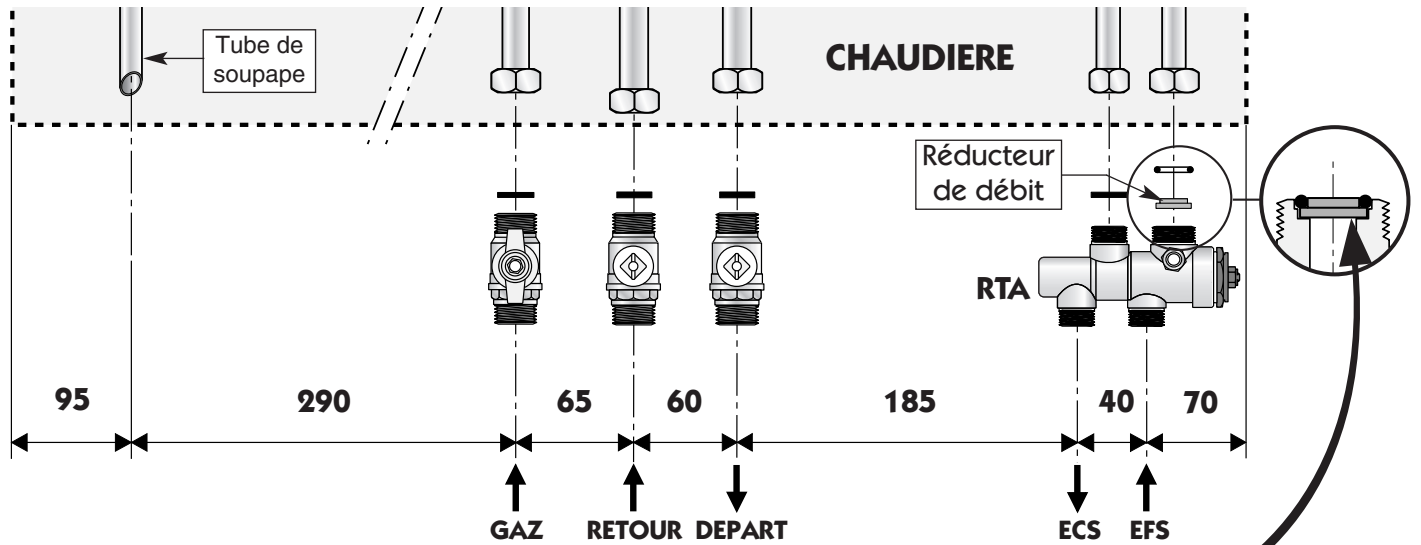 Tube de
soupape
CHAUDIERE
Réducteur
de débit
RTA
95
290
65
60
185
40
70
GAZ
RETOUR
DEPART
ECS
EFS